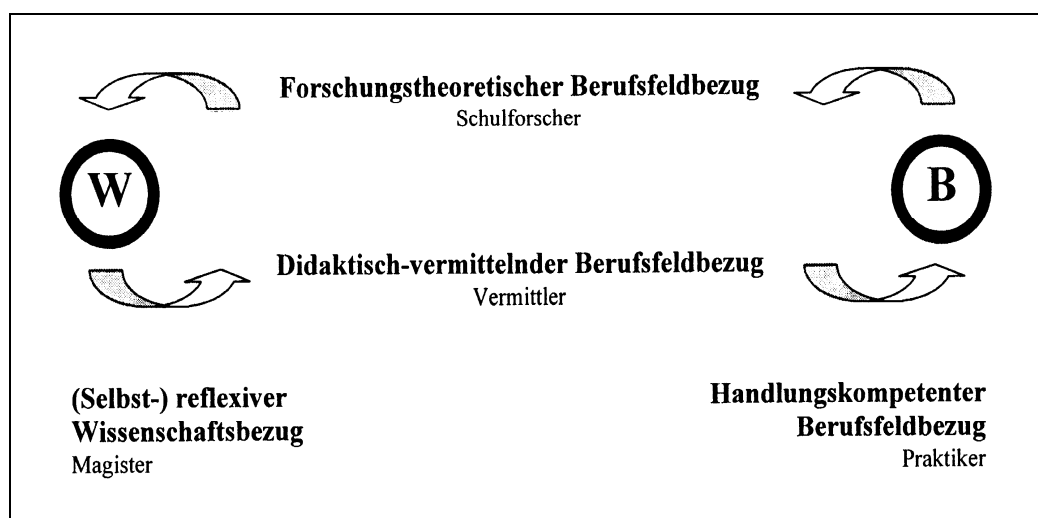 Forschungstheoretischer Berufsfeldbezug
Schulforscher
W
B
Didaktisch-vermittelnder Berufsfeldbezug
Vermittler
(Selbst-) reflexiver
Wissenschaftsbezug
Magister
Handlungskompetenter
Berufsfeldbezug
Praktiker